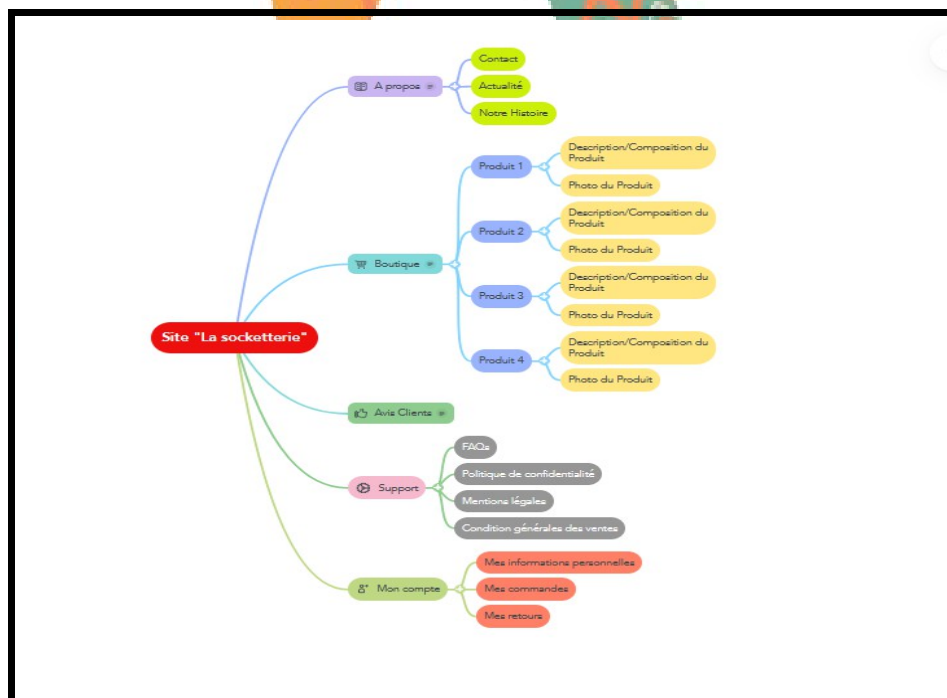 Contact
A propos
Actualité
Notre Histoire
Description/Composition du
Produit
Produit 1
Photo du Produit
Description/Composition du
Produit
Produit 2
Photo du Produit
Boutique
Description/Composition du
Produit
Produit 3
Photo du Produit
Site "La socketterie"
Description/Composition du
Produit
Produit 4
Photo du Produit
Avis Clients
FAQs
Politique de confidentialité
Support
Mentions légales
Condition générales des ventes
Mes informations personnelles
Mon compte
Mes commandes
Mes retours